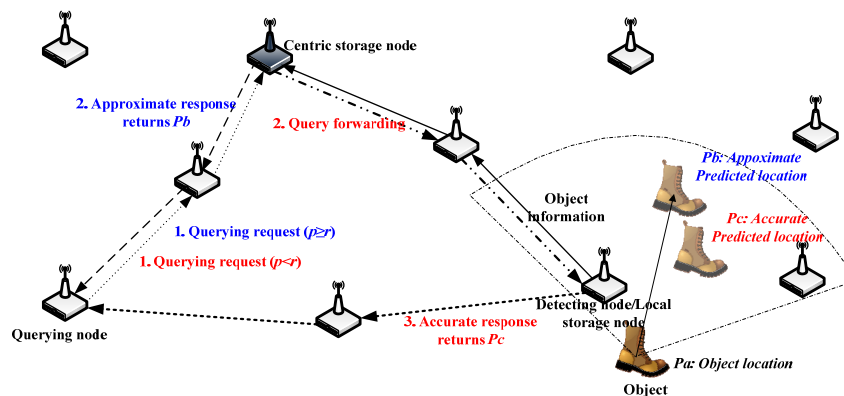 Centric storage node
2. Approximate response
returns Pb
2. Query forwarding
Pb: Appoximate
Predicted location
Object
information
Pc: Accurate
Predicted location
1. Querying request (p≥r)
1. Querying request (p<r)
Detecting node/Local
storage node
Querying node
3. Accurate response
returns Pc
Pa: Object location
Object